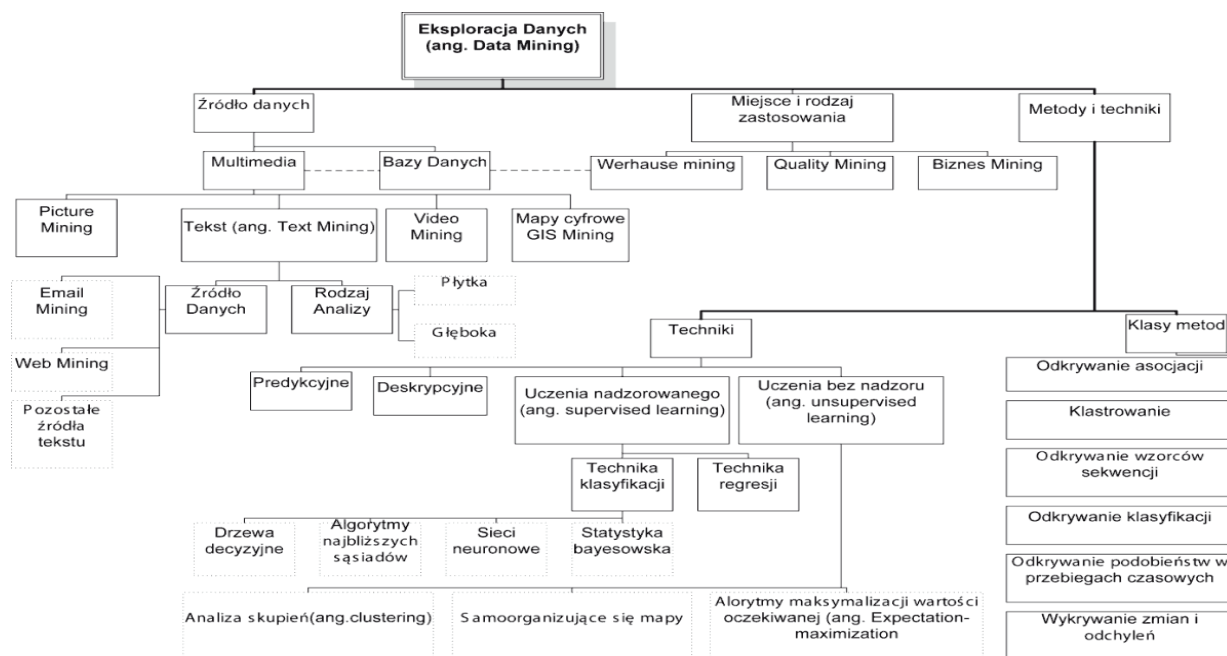 Eksploracja Danych
(ang. Data Mining)
Źródło danych
Miejsce i rodzaj
zastosowania
Metody i techniki
Multimedia
Bazy Danych
Werhause mining
Quality Mining
Biznes Mining
Picture
Mining
Tekst (ang. Text Mining)
Video
Mining
Mapy cyfrowe
GIS Mining
Email
Mining
Źródło
Danych
Rodzaj
Analizy
Płytka
Głęboka
Web Mining
Pozostałe
źródła
tekstu
Techniki
Klasy metod
Predykcyjne
Deskrypcyjne
Uczenia nadzorowanego
(ang. supervised learning)
Uczenia bez nadzoru
(ang. unsupervised
learning)
Technika
klasyfikacji
Technika
regresji
Drzewa
decyzyjne
Algorytmy
najbliższych
sąsiadów
Sieci
neuronowe
Statystyka
bayesowska
Analiza skupień(ang.clustering)
Samoorganizujące się mapy
Alorytmy maksymalizacji wartości
oczekiwanej (ang. Expectation-
maximization
Odkrywanie asocjacji
Klastrowanie
Odkrywanie wzorców
sekwencji
Odkrywanie klasyfikacji
Odkrywanie podobieństw w
przebiegach czasowych
Wykrywanie zmian i
odchyleń